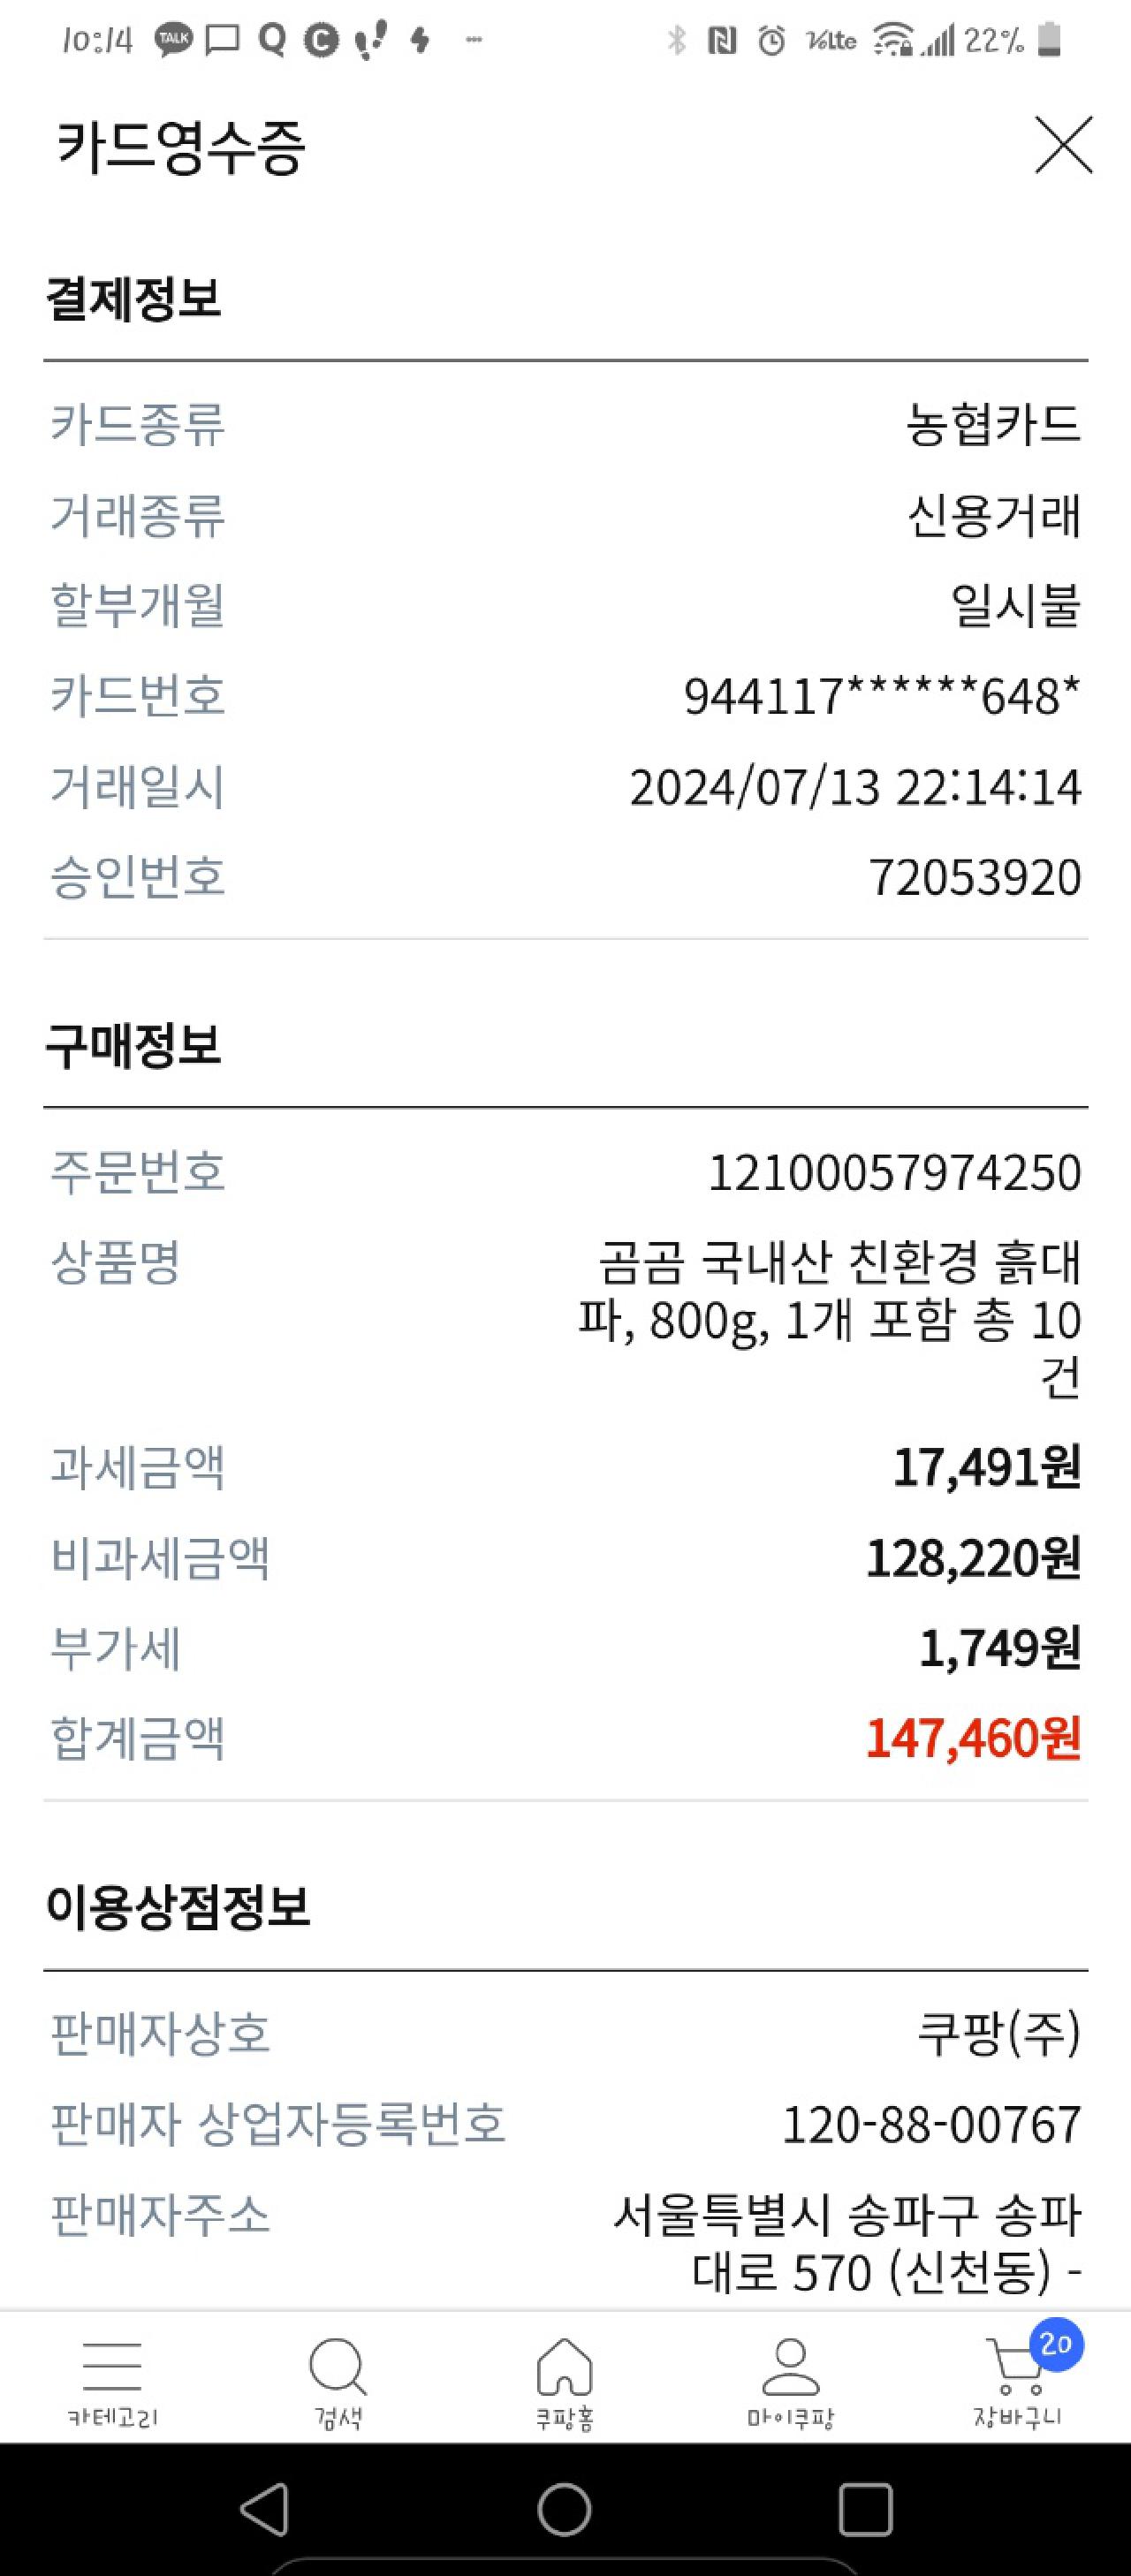 10:14 TALK Q C VoLTE 22%
카드영수증
결제정보
카드종류 농협카드
거래종류 신용거래
할부개월 일시불
카드번호 944117******648*
거래일시 2024/07/13 22:14:14
승인번호 72053920
구매정보
주문번호 12100057974250
상품명 곰곰 국내산 친환경 흙대
파, 800g, 1개 포함 총 10
건
과세금액 17,491원
비과세금액 128,220원
부가세 1,749원
합계금액 147,460원
이용상점정보
판매자상호 쿠팡(주)
판매자 상업자등록번호 120-88-00767
판매자주소 서울특별시 송파구 송파
대로 570 (신천동) -
20
카테고리 검색 쿠팡홈 마이쿠팡 장바구니